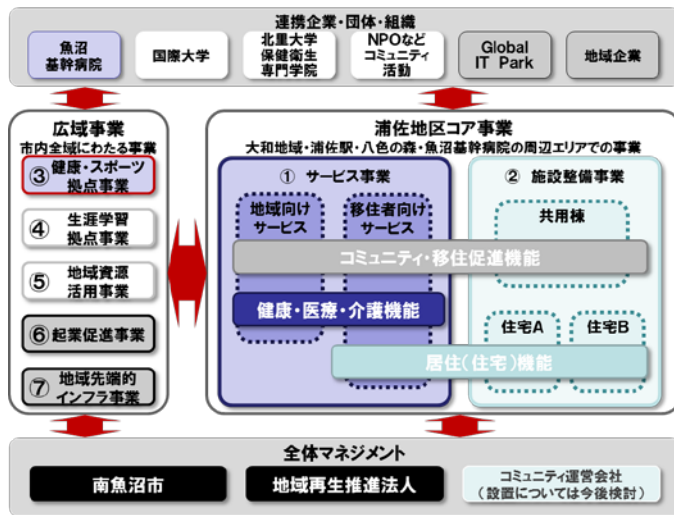 連携企業・団体・組織
魚沼
基幹病院
国際大学
北里大学
保健衛生
専門学院
NPOなど
コミュニティ
活動
Global
IT Park
地域企業
広域事業
市内全域にわたる事業
③ 健康・スポーツ
拠点事業
④ 生涯学習
拠点事業
⑤ 地域資源
活用事業
⑥ 起業促進事業
⑦ 地域先端的
インフラ事業
浦佐地区コア事業
大和地域・浦佐駅・八色の森・魚沼基幹病院の周辺エリアでの事業
① サービス事業
地域向け
サービス
移住者向け
サービス
② 施設整備事業
共用棟
コミュニティ・移住促進機能
健康・医療・介護機能
住宅A
住宅B
居住(住宅)機能
全体マネジメント
南魚沼市
地域再生推進法人
コミュニティ運営会社
(設置については今後検討)